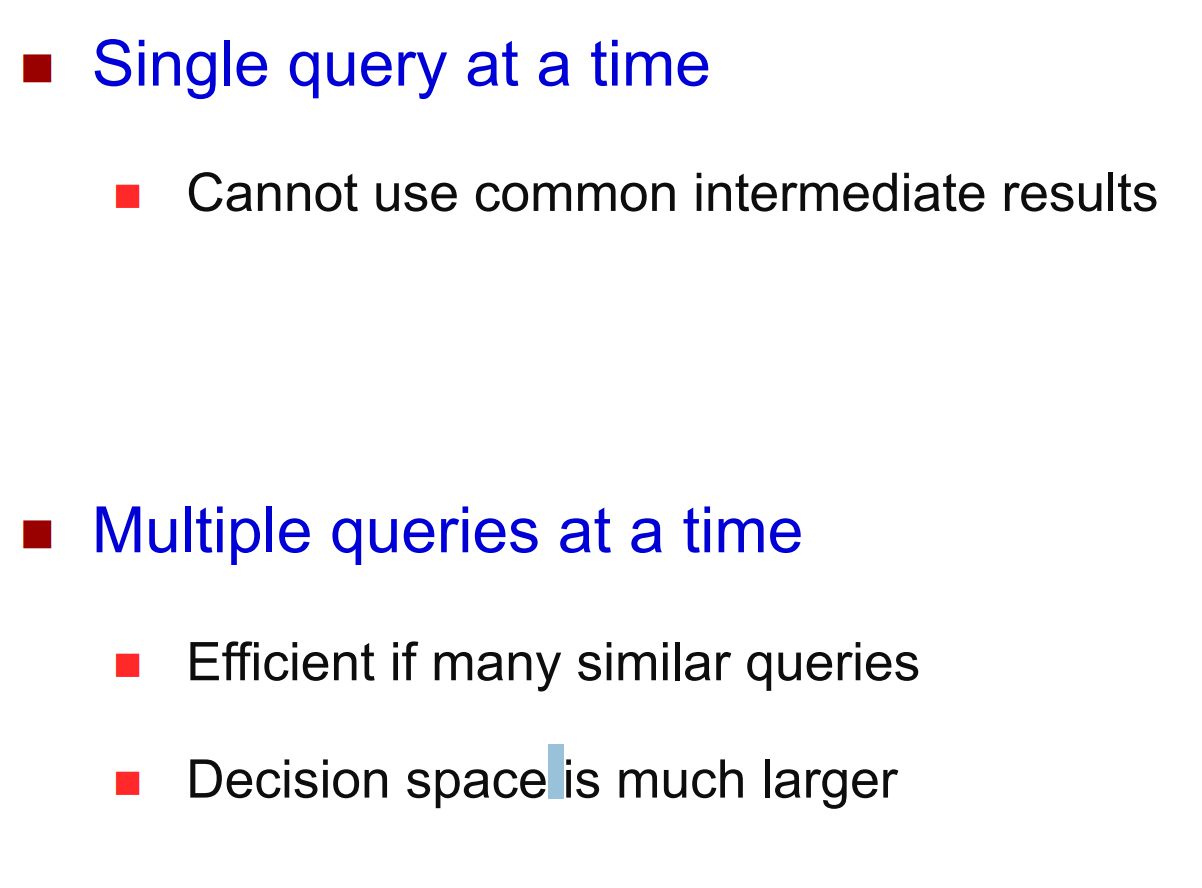 Single query at a time
Cannot use common intermediate results
Multiple queries at a time
Efficient if many similar queries
Decision space is much larger